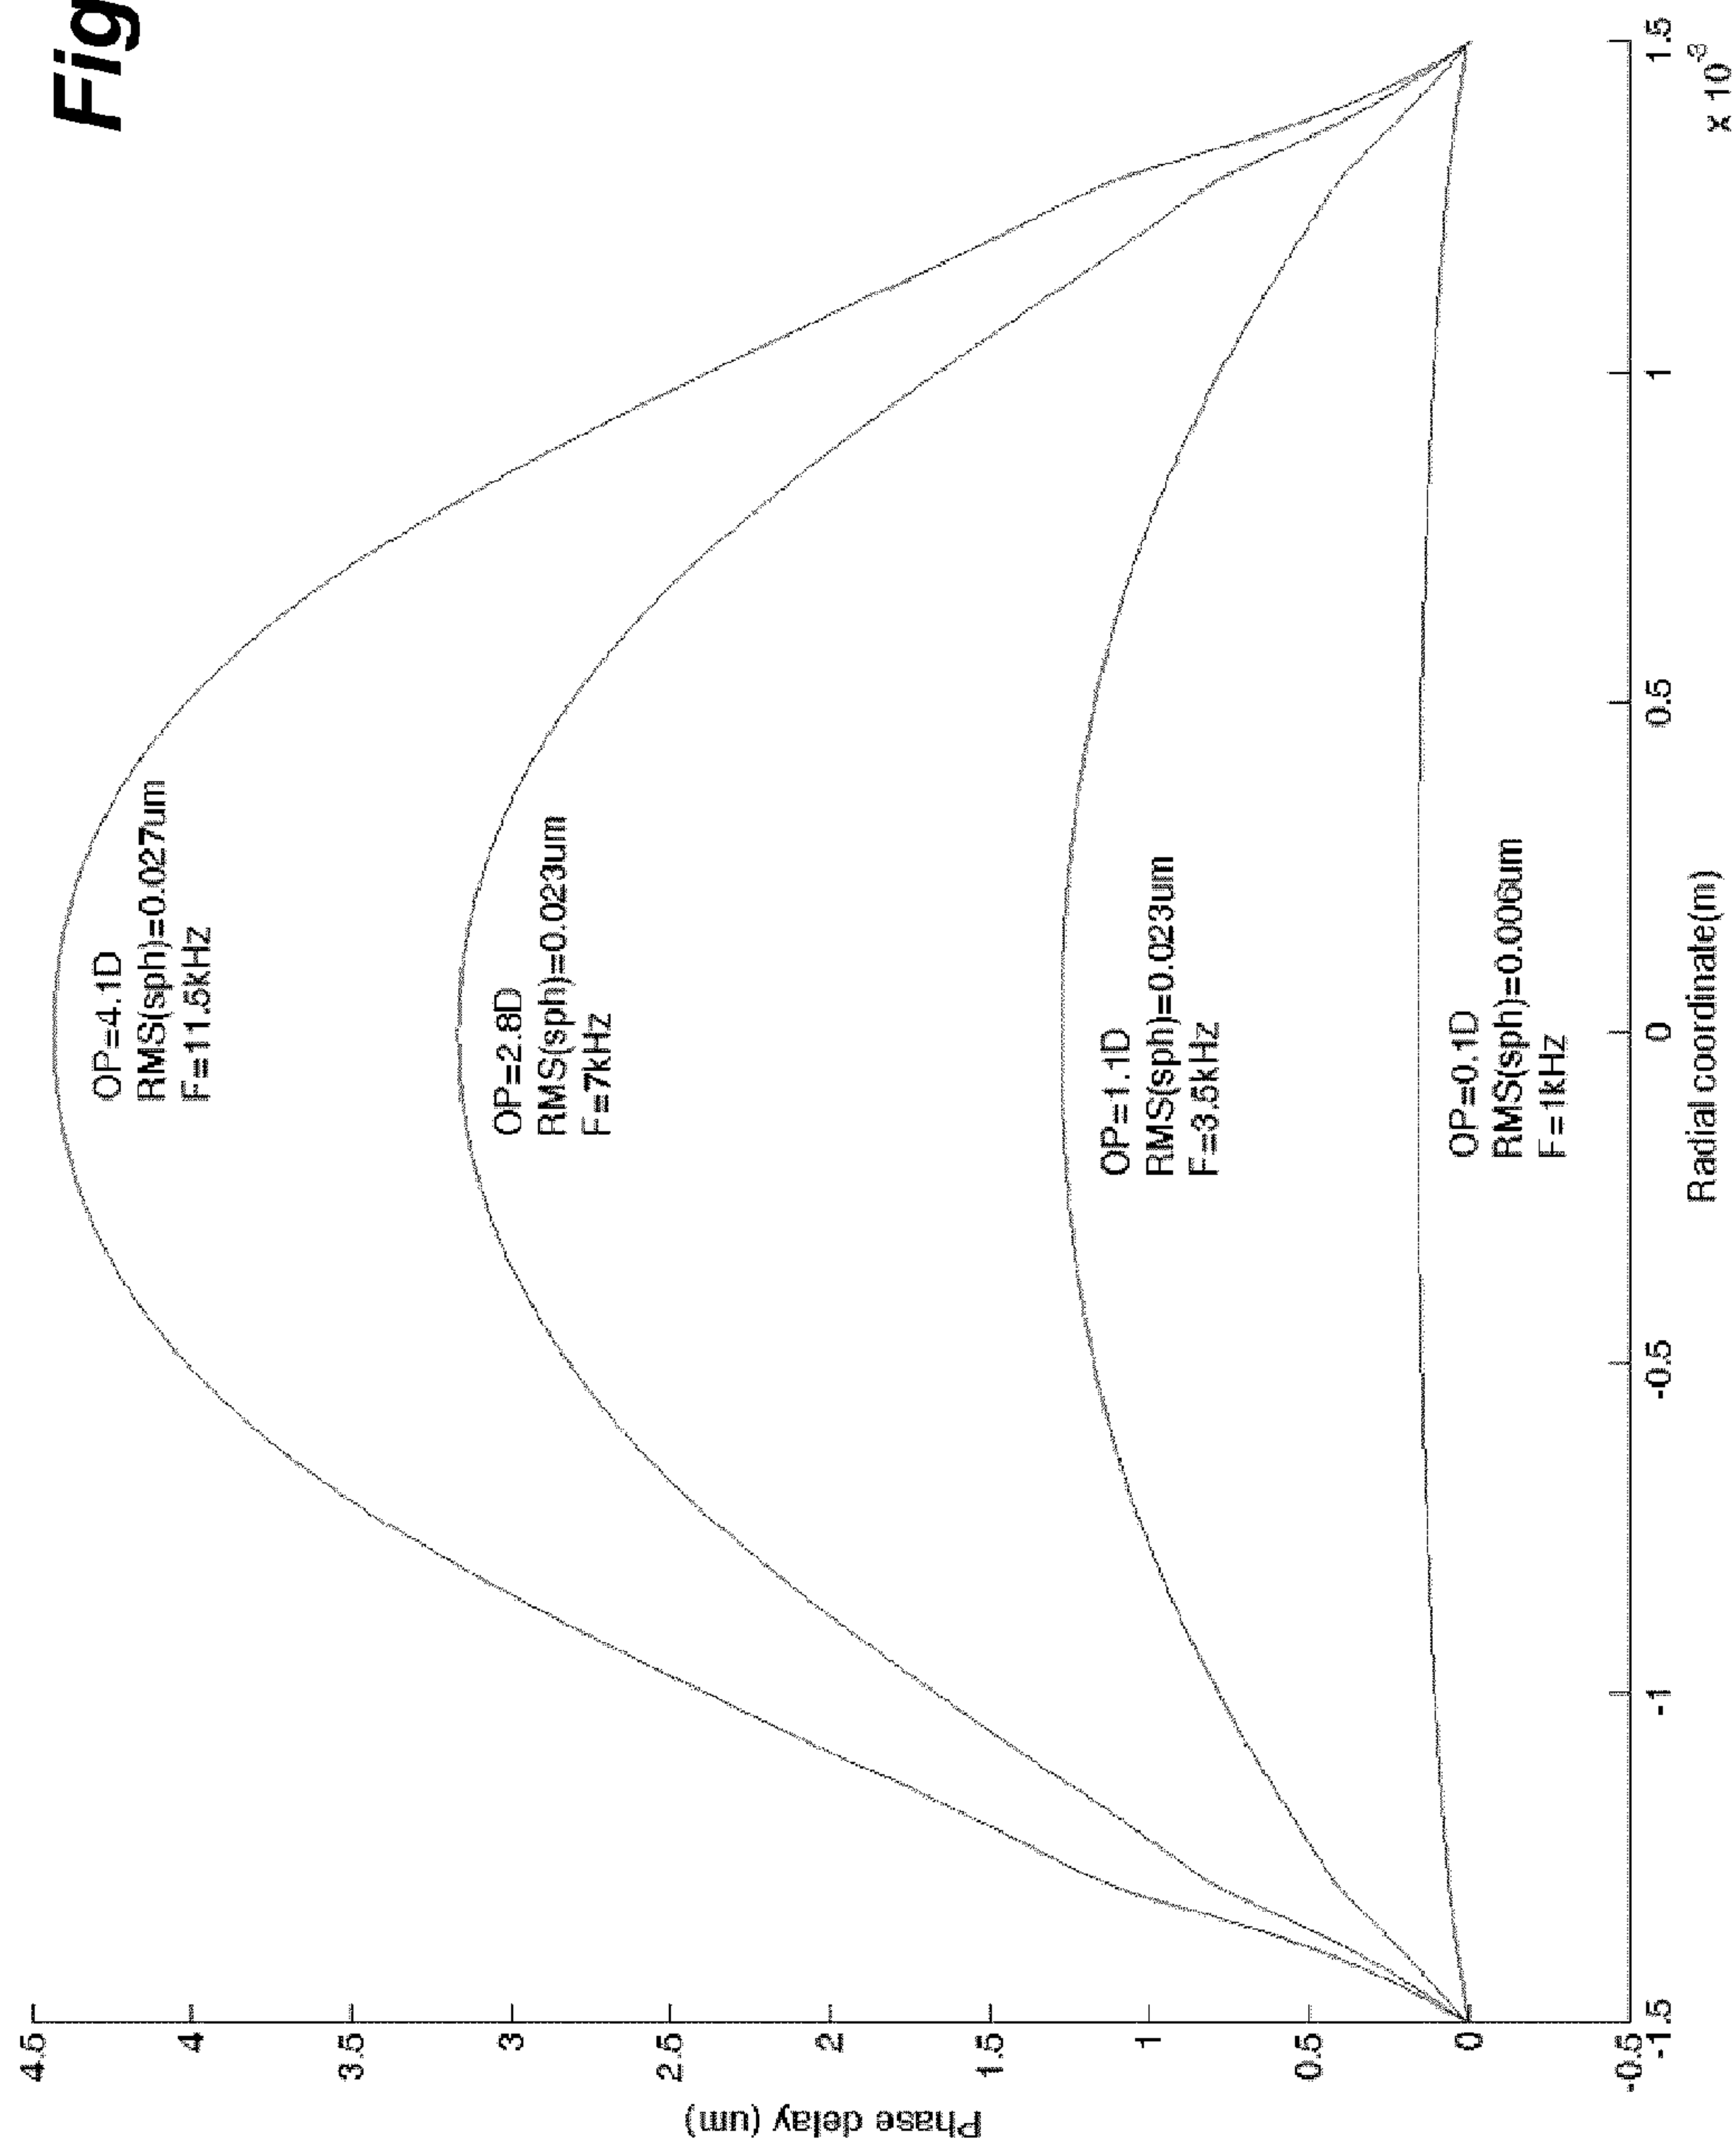 Fig
4.5
4
3.5
3
2.5
2
1.5
1
0.5
0
-0.5
Phase delay (um)
OP=4.1D
RMS(sph)=0.027um
F=11.5kHz
OP=2.8D
RMS(sph)=0.023um
F=7kHz
OP=1.1D
RMS(sph)=0.023um
F=3.5kHz
OP=0.1D
RMS(sph)=0.006um
F=1kHz
-1.5
-1
-0.5
0
0.5
1
1.5
x 10-3
Radial coordinate(m)